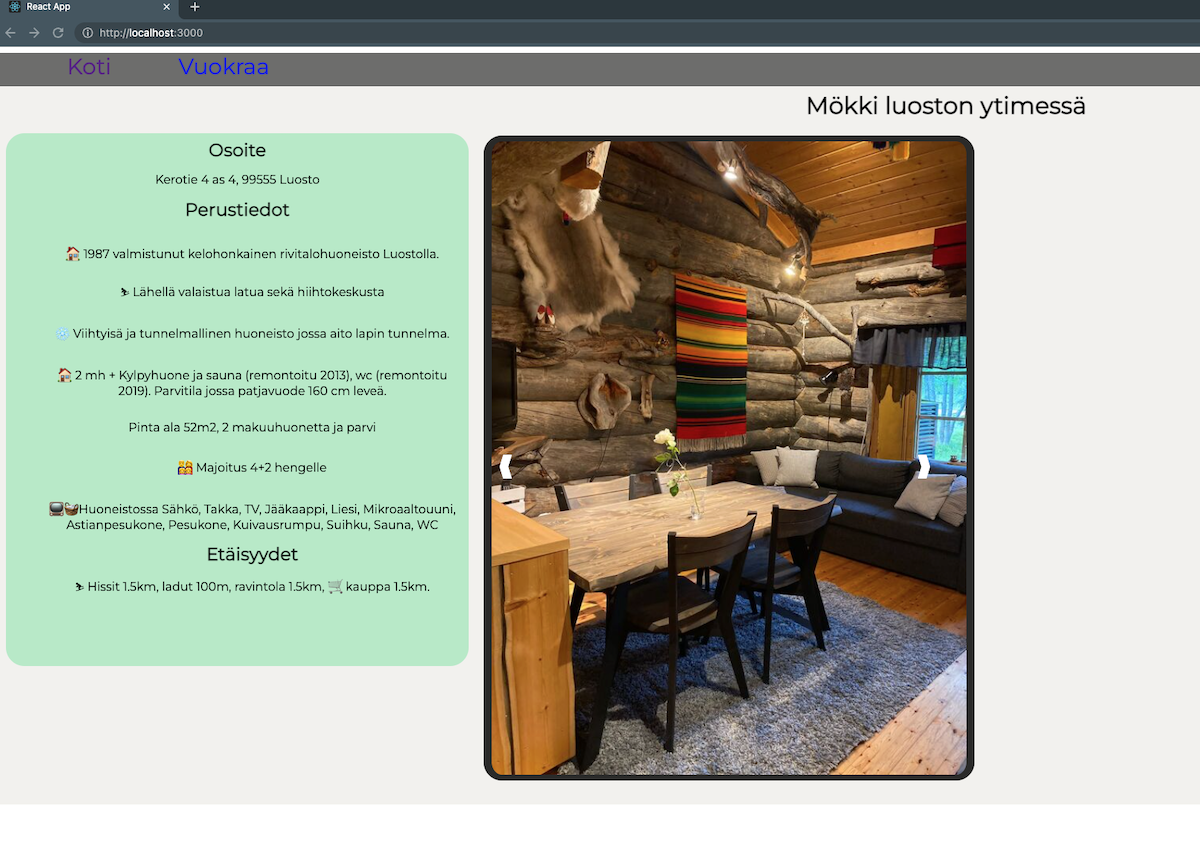 React App
http://localhost:3000
Koti Vuokraa
Mökki luoston ytimessä
Osoite
Kerotie 4 as 4, 99555 Luosto
Perustiedot
🏠 1987 valmistunut kelohonkainen rivitalohuoneisto Luostolla.
⛷ Lähellä valaistua latua sekä hiihtokeskusta
❄️ Viihtyisä ja tunnelmallinen huoneisto jossa aito lapin tunnelma.
🏠 2 mh + Kylpyhuone ja sauna (remontoitu 2013), wc (remontoitu
2019). Parvitila jossa patjavuode 160 cm leveä.
Pinta ala 52m2, 2 makuuhuonetta ja parvi
👯 Majoitus 4+2 hengelle
📺🧺Huoneistossa Sähkö, Takka, TV, Jääkaappi, Liesi, Mikroaaltouuni,
Astianpesukone, Pesukone, Kuivausrumpu, Suihku, Sauna, WC
Etäisyydet
⛷ Hissit 1.5km, ladut 100m, ravintola 1.5km, 🛒 kauppa 1.5km.